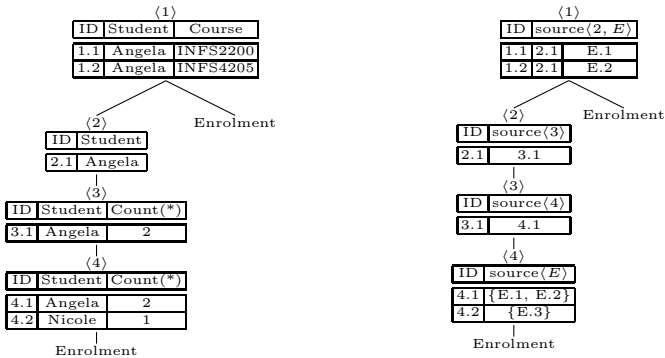 ⟨1⟩
ID Student Course
1.1 Angela INFS2200
1.2 Angela INFS4205
⟨2⟩
Enrolment
ID Student
2.1 Angela
⟨3⟩
ID Student Count(*)
3.1 Angela 2
⟨4⟩
ID Student Count(*)
4.1 Angela 2
4.2 Nicole 1
Enrolment
⟨1⟩
ID source⟨2, E⟩
1.1 2.1 E.1
1.2 2.1 E.2
⟨2⟩
Enrolment
ID source⟨3⟩
2.1 3.1
⟨3⟩
ID source⟨4⟩
3.1 4.1
⟨4⟩
ID source⟨E⟩
4.1 {E.1, E.2}
4.2 {E.3}
Enrolment